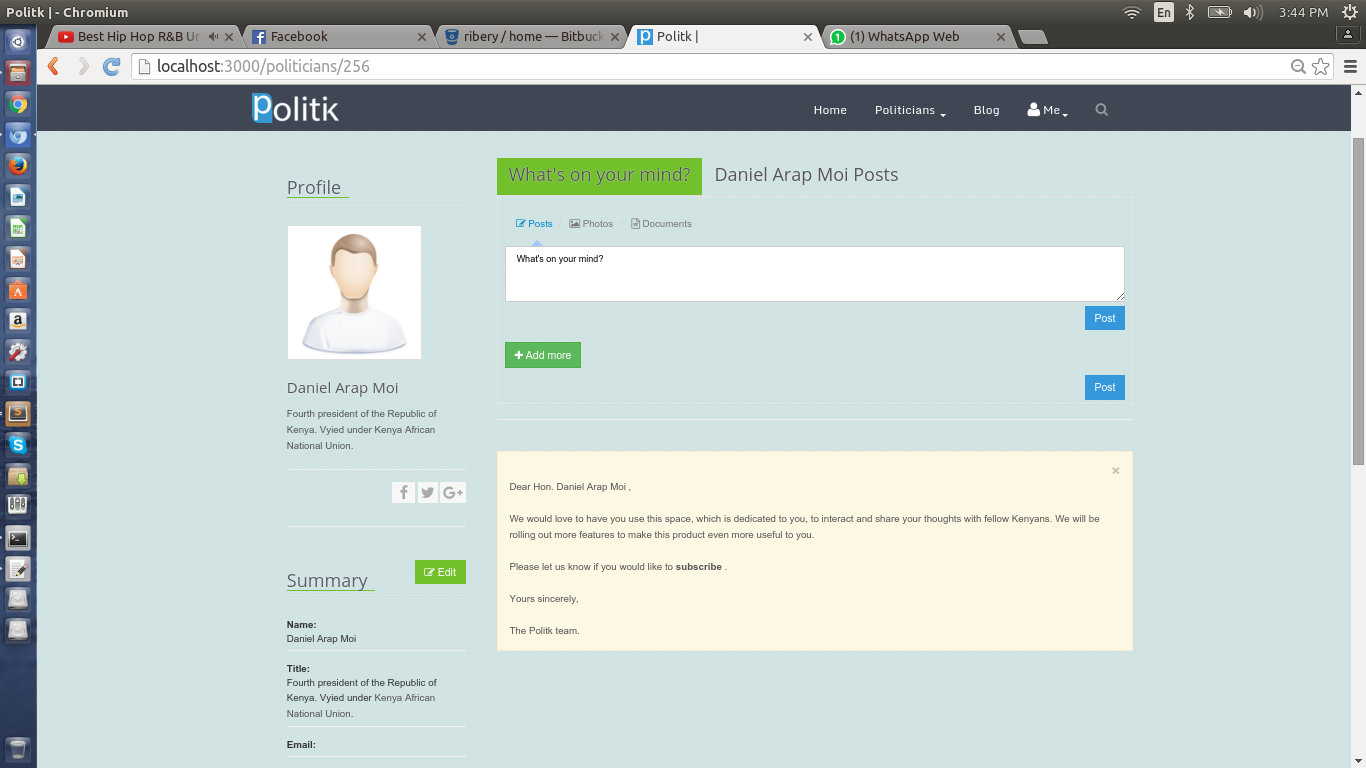 Politk | - Chromium
En
3:44 PM
Best Hip Hop R&B Ur
Facebook
ribery / home — Bitbuck
Politk |
(1) WhatsApp Web
localhost:3000/politicians/256
Politk
Home
Politicians
Blog
Me
Profile
Daniel Arap Moi
Fourth president of the Republic of
Kenya. Vyied under Kenya African
National Union.
Summary
Edit
Name:
Daniel Arap Moi
Title:
Fourth president of the Republic of
Kenya. Vyied under Kenya African
National Union.
Email:
What's on your mind?
Daniel Arap Moi Posts
Posts / Photos / Documents
What's on your mind?
Post
Add more
Post
×
Dear Hon. Daniel Arap Moi ,
We would love to have you use this space, which is dedicated to you, to interact and share your thoughts with fellow Kenyans. We will be
rolling out more features to make this product even more useful to you.
Please let us know if you would like to subscribe .
Yours sincerely,
The Politk team.